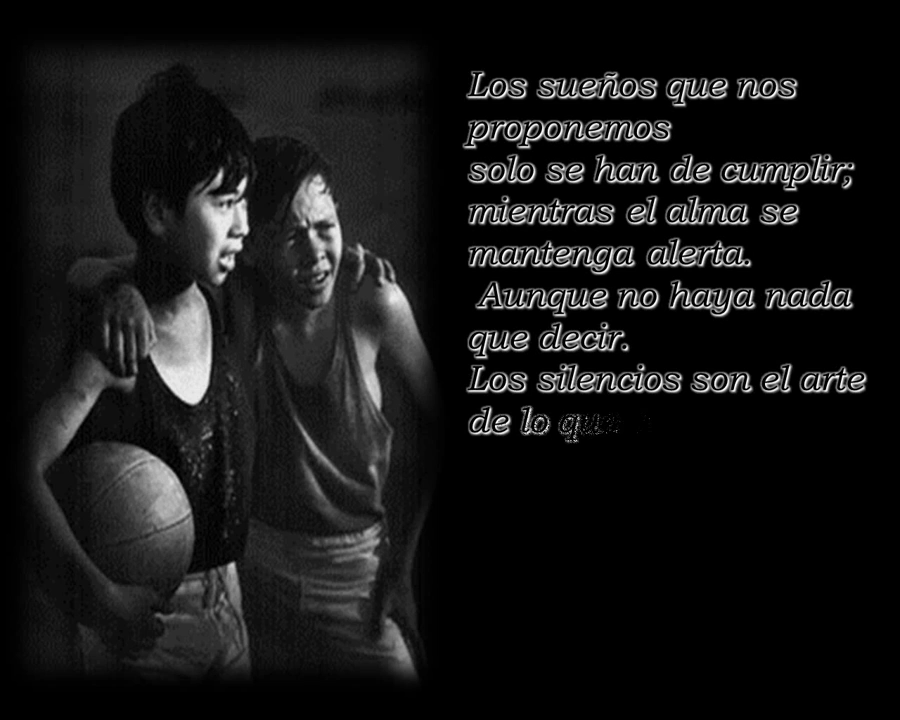 Los sueños que nos
proponemos
solo se han de cumplir;
mientras el alma se
mantenga alerta.
Aunque no haya nada
que decir.
Los silencios son el arte
de lo que